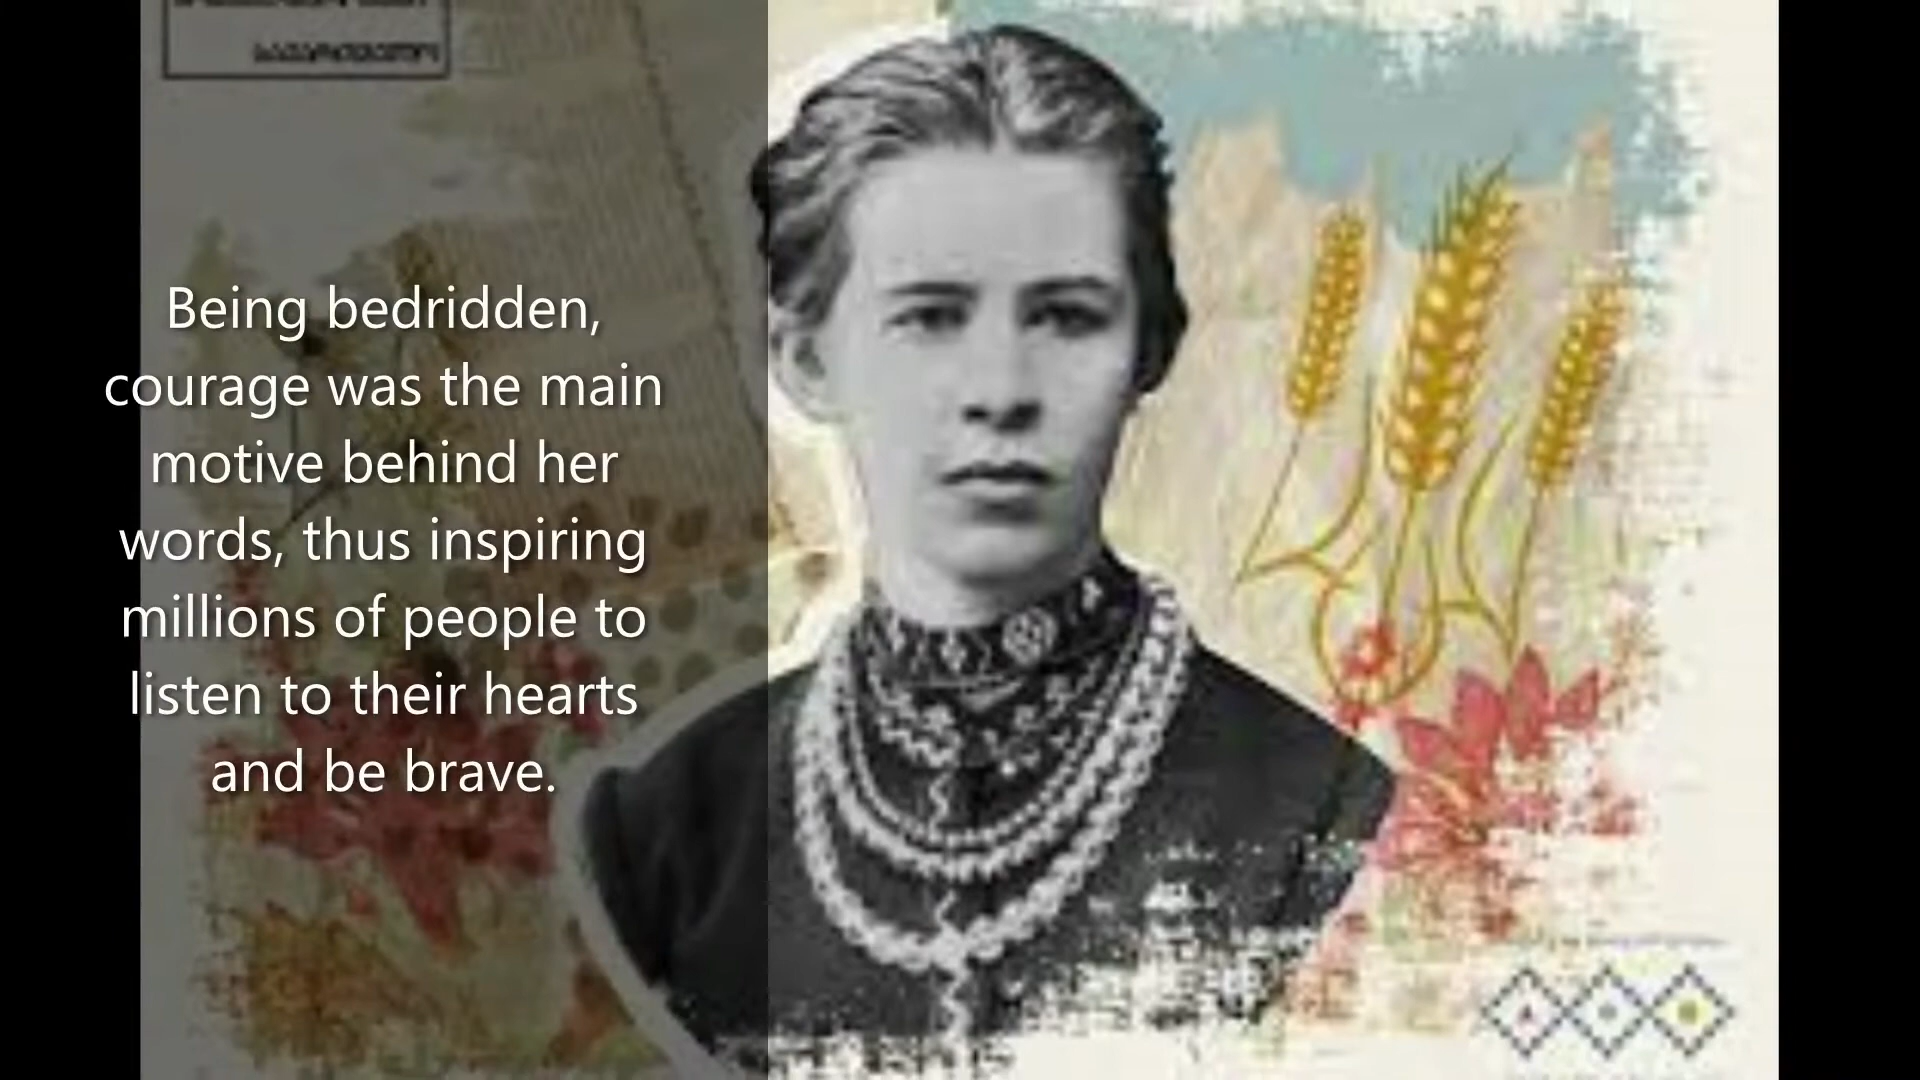 Being bedridden,
courage was the main
motive behind her
words, thus inspiring
millions of people to
listen to their hearts
and be brave.